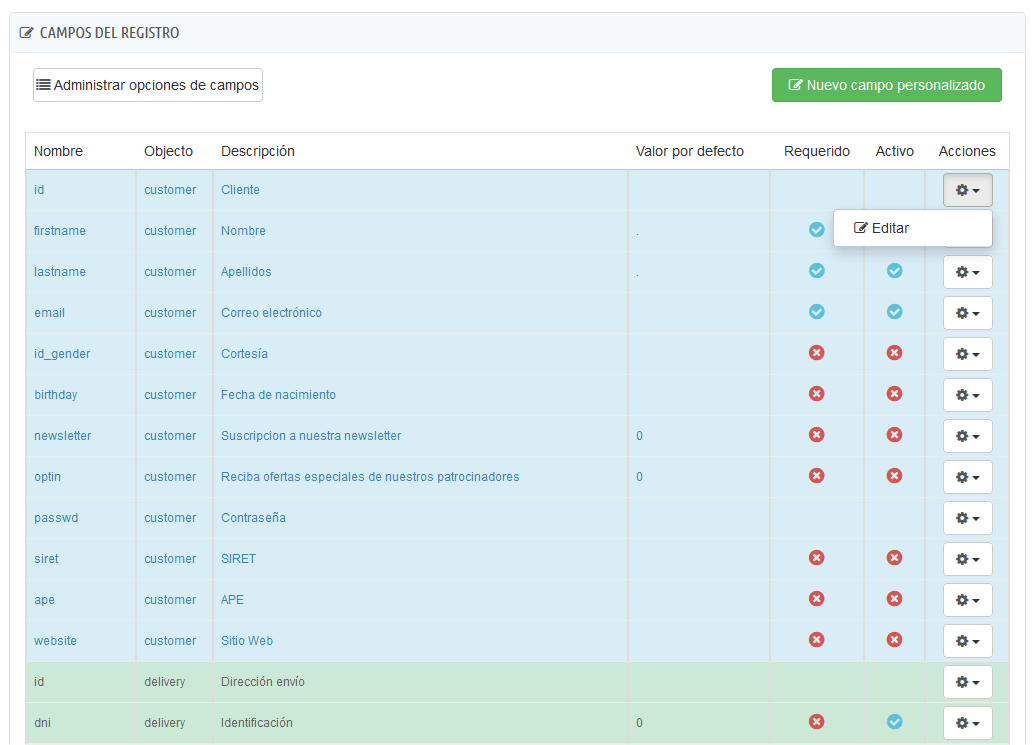 CAMPOS DEL REGISTRO
Administrar opciones de campos
Nuevo campo personalizado
Nombre Objecto Descripción Valor por defecto Requerido Activo Acciones
id customer Cliente
Editar
firstname customer Nombre .
lastname customer Apellidos .
email customer Correo electrónico
id_gender customer Cortesía
birthday customer Fecha de nacimiento
newsletter customer Suscripcion a nuestra newsletter 0
optin customer Reciba ofertas especiales de nuestros patrocinadores 0
passwd customer Contraseña
siret customer SIRET
ape customer APE
website customer Sitio Web
id delivery Dirección envío
dni delivery Identificación 0